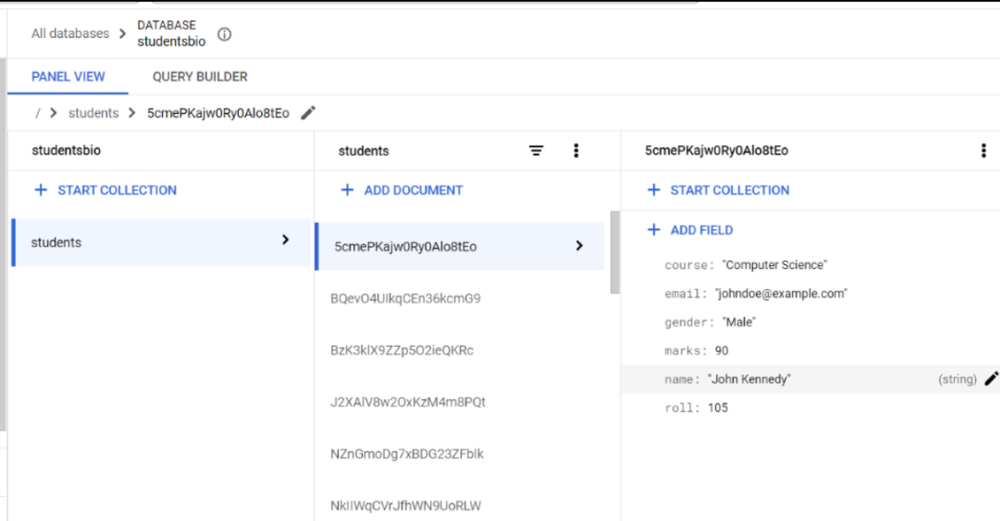 All databases > DATABASE
studentsbio
PANEL VIEW QUERY BUILDER
/ > students > 5cmePKajw0Ry0Alo8tEo
studentsbio
+ START COLLECTION
students >
students
+ ADD DOCUMENT
5cmePKajw0Ry0Alo8tEo >
BQevO4UIkqCEn36kcmG9
BzK3klX9ZZp5O2ieQKRc
J2XAlV8w2OxKzM4m8PQt
NZnGmoDg7xBDG23ZFblk
NkIIWqCVrJfhWN9UoRLW
5cmePKajw0Ry0Alo8tEo
+ START COLLECTION
+ ADD FIELD
course: "Computer Science"
email: "johndoe@example.com"
gender: "Male"
marks: 90
name: "John Kennedy" (string)
roll: 105